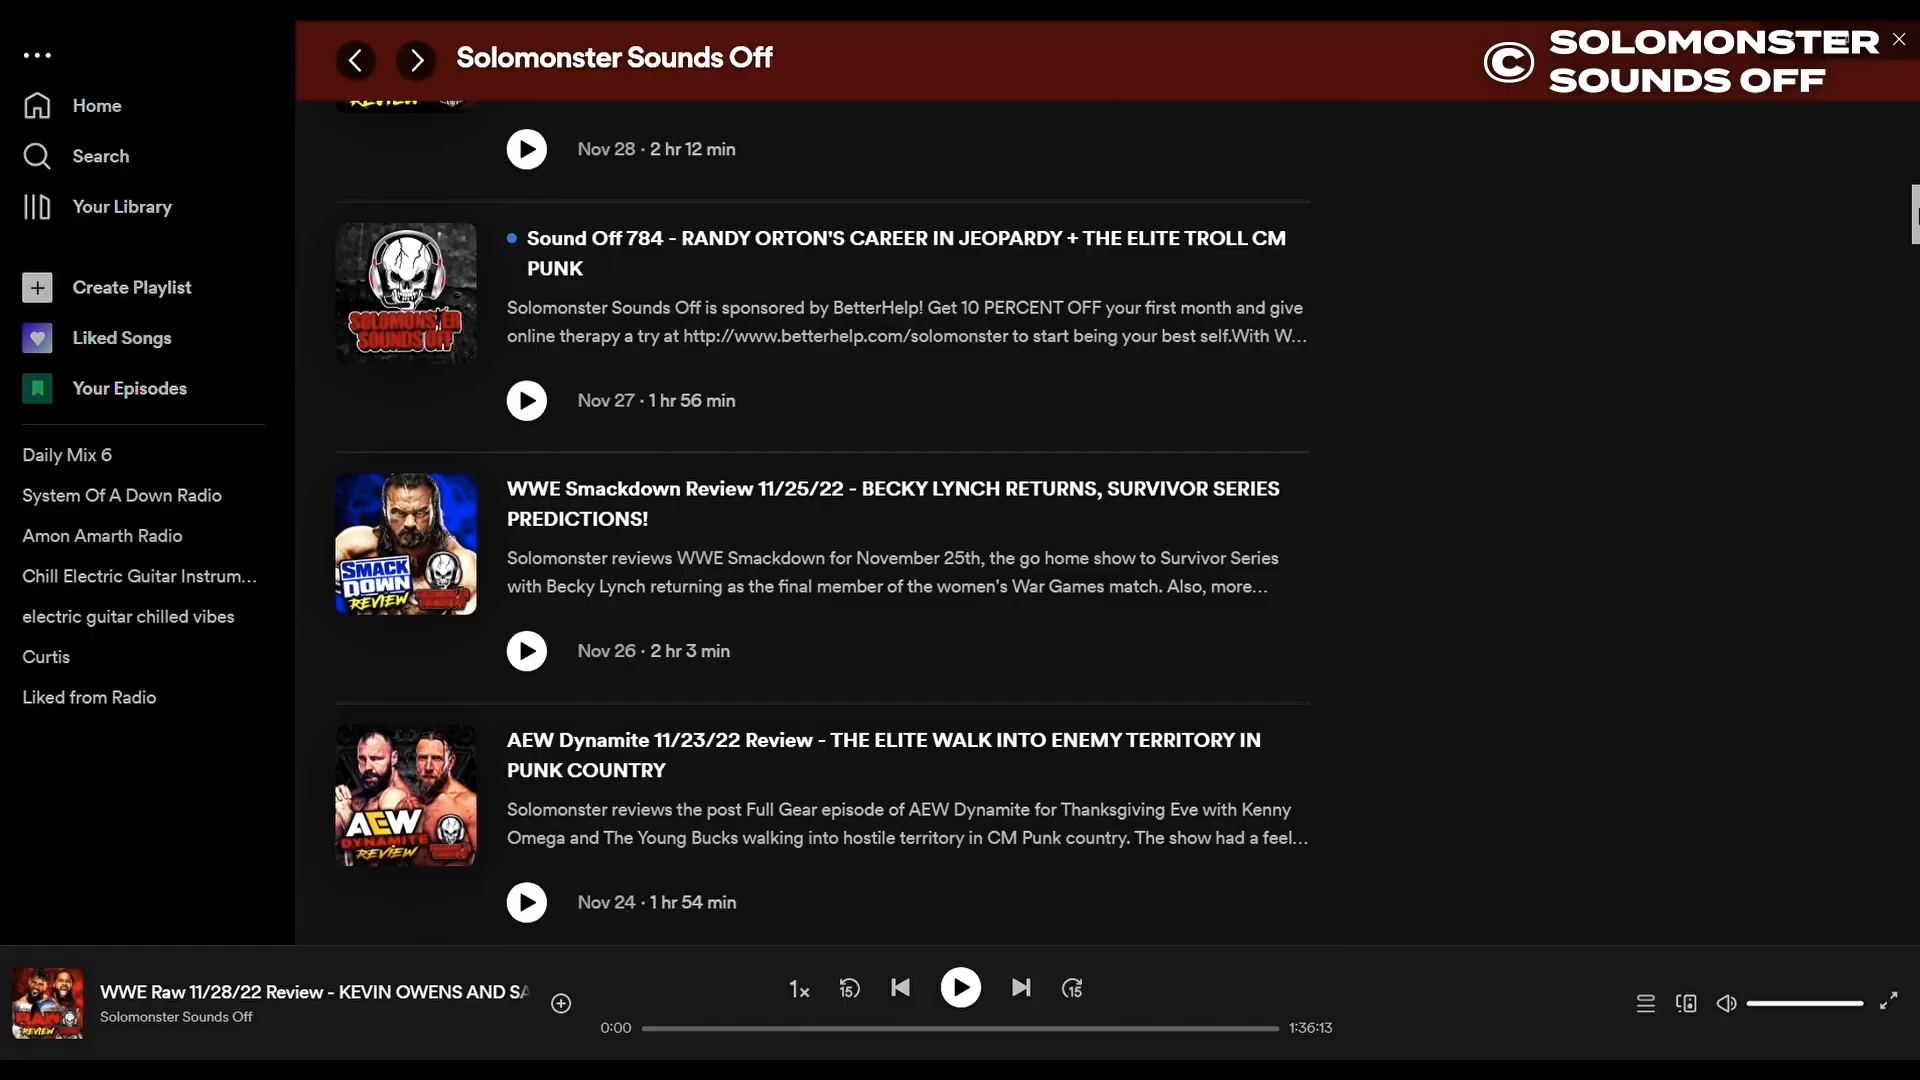 Solomonster Sounds Off
© SOLOMONSTER
SOUNDS OFF
Home
Search
Your Library
Create Playlist
Liked Songs
Your Episodes
Daily Mix 6
System Of A Down Radio
Amon Amarth Radio
Chill Electric Guitar Instrum...
electric guitar chilled vibes
Curtis
Liked from Radio
REVIEW
Nov 28 · 2 hr 12 min
SOLOMONSTER
SOUNDS OFF
Sound Off 784 - RANDY ORTON'S CAREER IN JEOPARDY + THE ELITE TROLL CM
PUNK
Solomonster Sounds Off is sponsored by BetterHelp! Get 10 PERCENT OFF your first month and give
online therapy a try at http://www.betterhelp.com/solomonster to start being your best self.With W...
Nov 27 · 1 hr 56 min
SMACK
DOWN
REVIEW
WWE Smackdown Review 11/25/22 - BECKY LYNCH RETURNS, SURVIVOR SERIES
PREDICTIONS!
Solomonster reviews WWE Smackdown for November 25th, the go home show to Survivor Series
with Becky Lynch returning as the final member of the women's War Games match. Also, more...
Nov 26 · 2 hr 3 min
AEW
DYNAMITE
REVIEW
AEW Dynamite 11/23/22 Review - THE ELITE WALK INTO ENEMY TERRITORY IN
PUNK COUNTRY
Solomonster reviews the post Full Gear episode of AEW Dynamite for Thanksgiving Eve with Kenny
Omega and The Young Bucks walking into hostile territory in CM Punk country. The show had a feel...
Nov 24 · 1 hr 54 min
RAW
REVIEW
WWE Raw 11/28/22 Review - KEVIN OWENS AND SA
Solomonster Sounds Off
1x
15
15
0:00
1:36:13